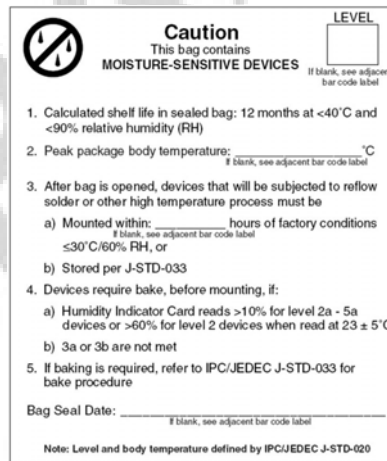 LEVEL
Caution
This bag contains
MOISTURE-SENSITIVE DEVICES
If blank, see adjacen
bar code label
1. Calculated shelf life in sealed bag: 12 months at <40˚C and
<90% relative humidity (RH)
2. Peak package body temperature: ____________________˚C
If blank, see adjacent bar code label
3. After bag is opened, devices that will be subjected to reflow
solder or other high temperature process must be
a) Mounted within: ___________ hours of factory conditions
If blank, see adjacent bar code label
≤30˚C/60% RH, or
b) Stored per J-STD-033
4. Devices require bake, before mounting, if:
a) Humidity Indicator Card reads >10% for level 2a - 5a
devices or >60% for level 2 devices when read at 23 ± 5˚C
b) 3a or 3b are not met
5. If baking is required, refer to IPC/JEDEC J-STD-033 for
bake procedure
Bag Seal Date: ___________________________________
If blank, see adjacent bar code label
Note: Level and body temperature defined by IPC/JEDEC J-STD-020